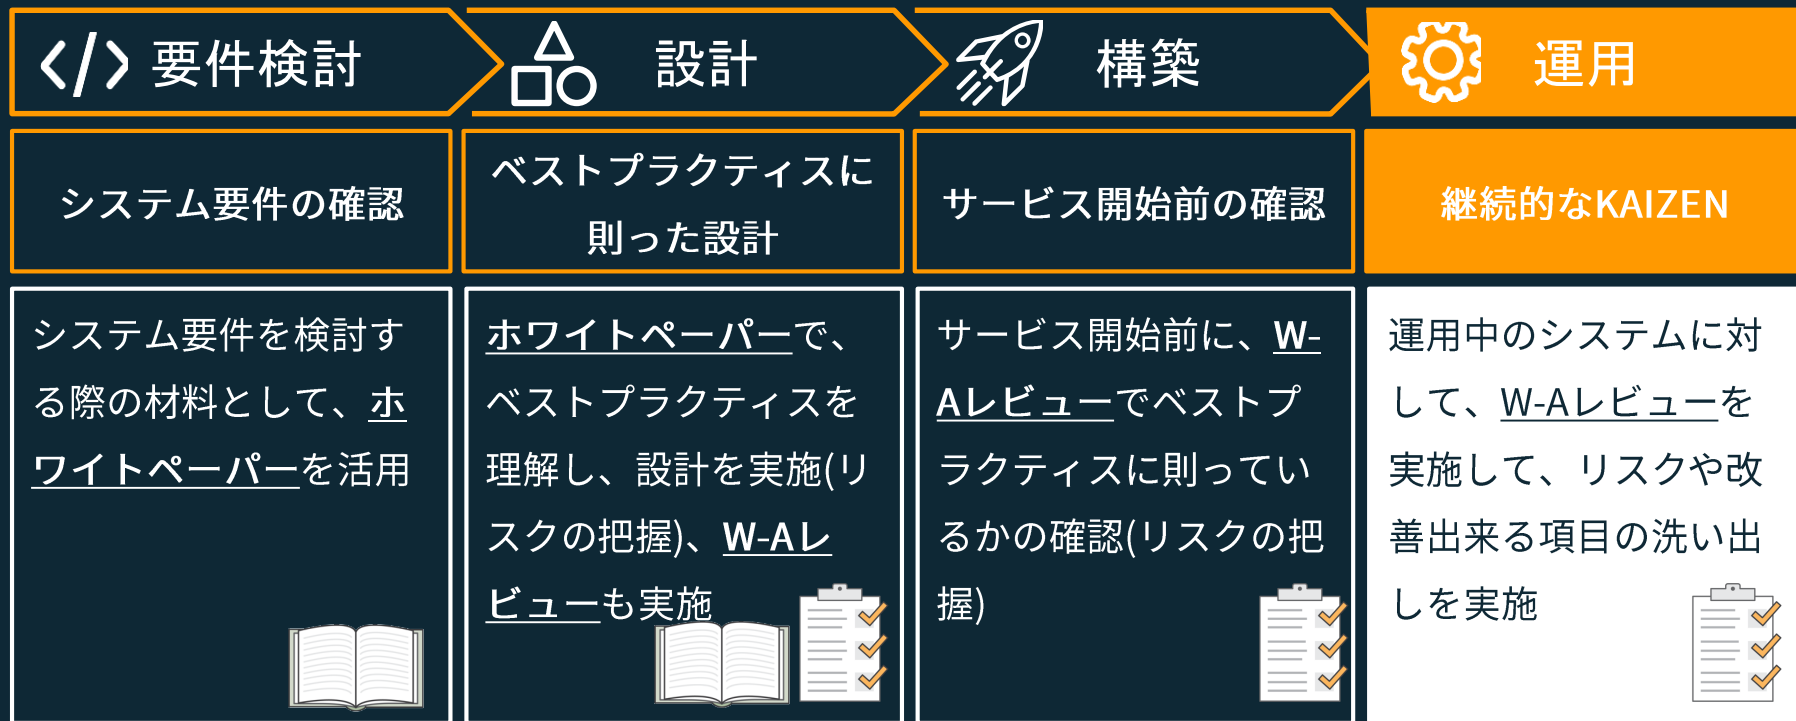 要件検討
設計
構築
運用
システム要件の確認
ベストプラクティスに
則った設計
サービス開始前の確認
継続的なKAIZEN
システム要件を検討す
る際の材料として、ホ
ワイトペーパーを活用
ホワイトペーパーで、
ベストプラクティスを
理解し、設計を実施(リ
スクの把握)、W-Aレ
ビューも実施
サービス開始前に、W-
Aレビューでベストプ
ラクティスに則ってい
るかの確認(リスクの把
握)
運用中のシステムに対
して、W-Aレビューを
実施して、リスクや改
善出来る項目の洗い出
しを実施